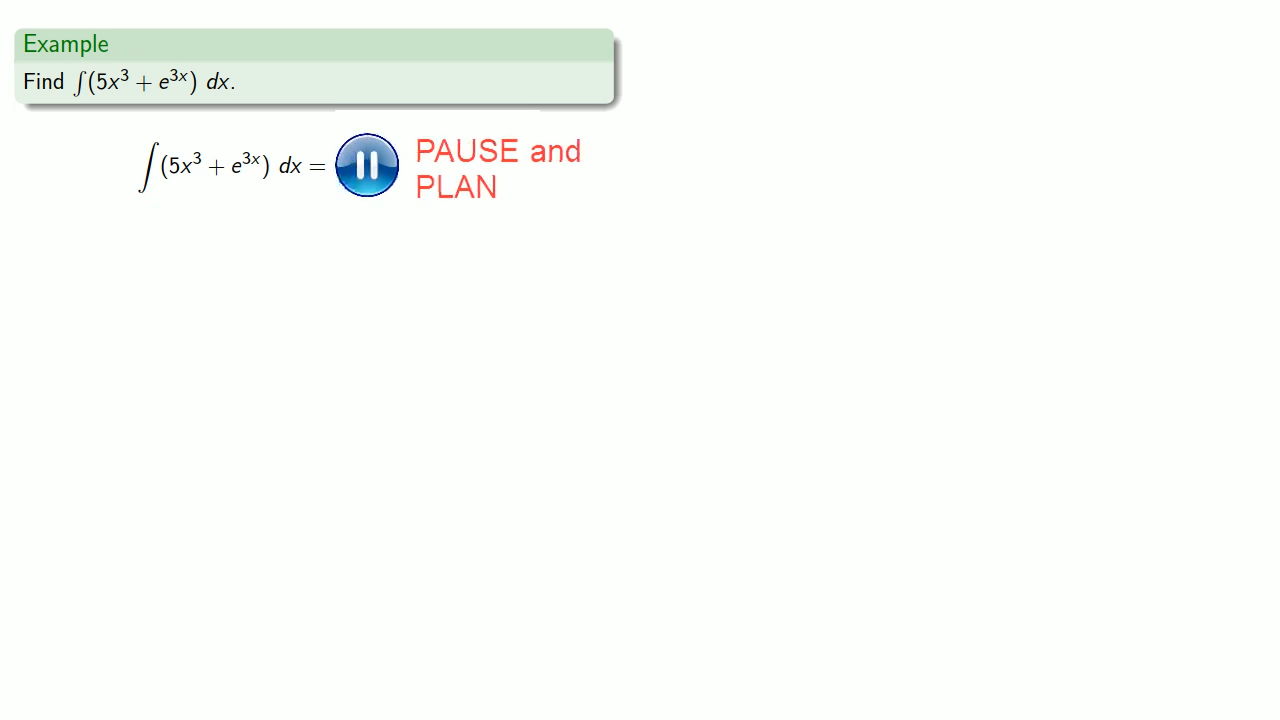 Example
Find ∫(5x³ + e³ˣ) dx.
∫(5x³ + e³ˣ) dx = PAUSE and
PLAN